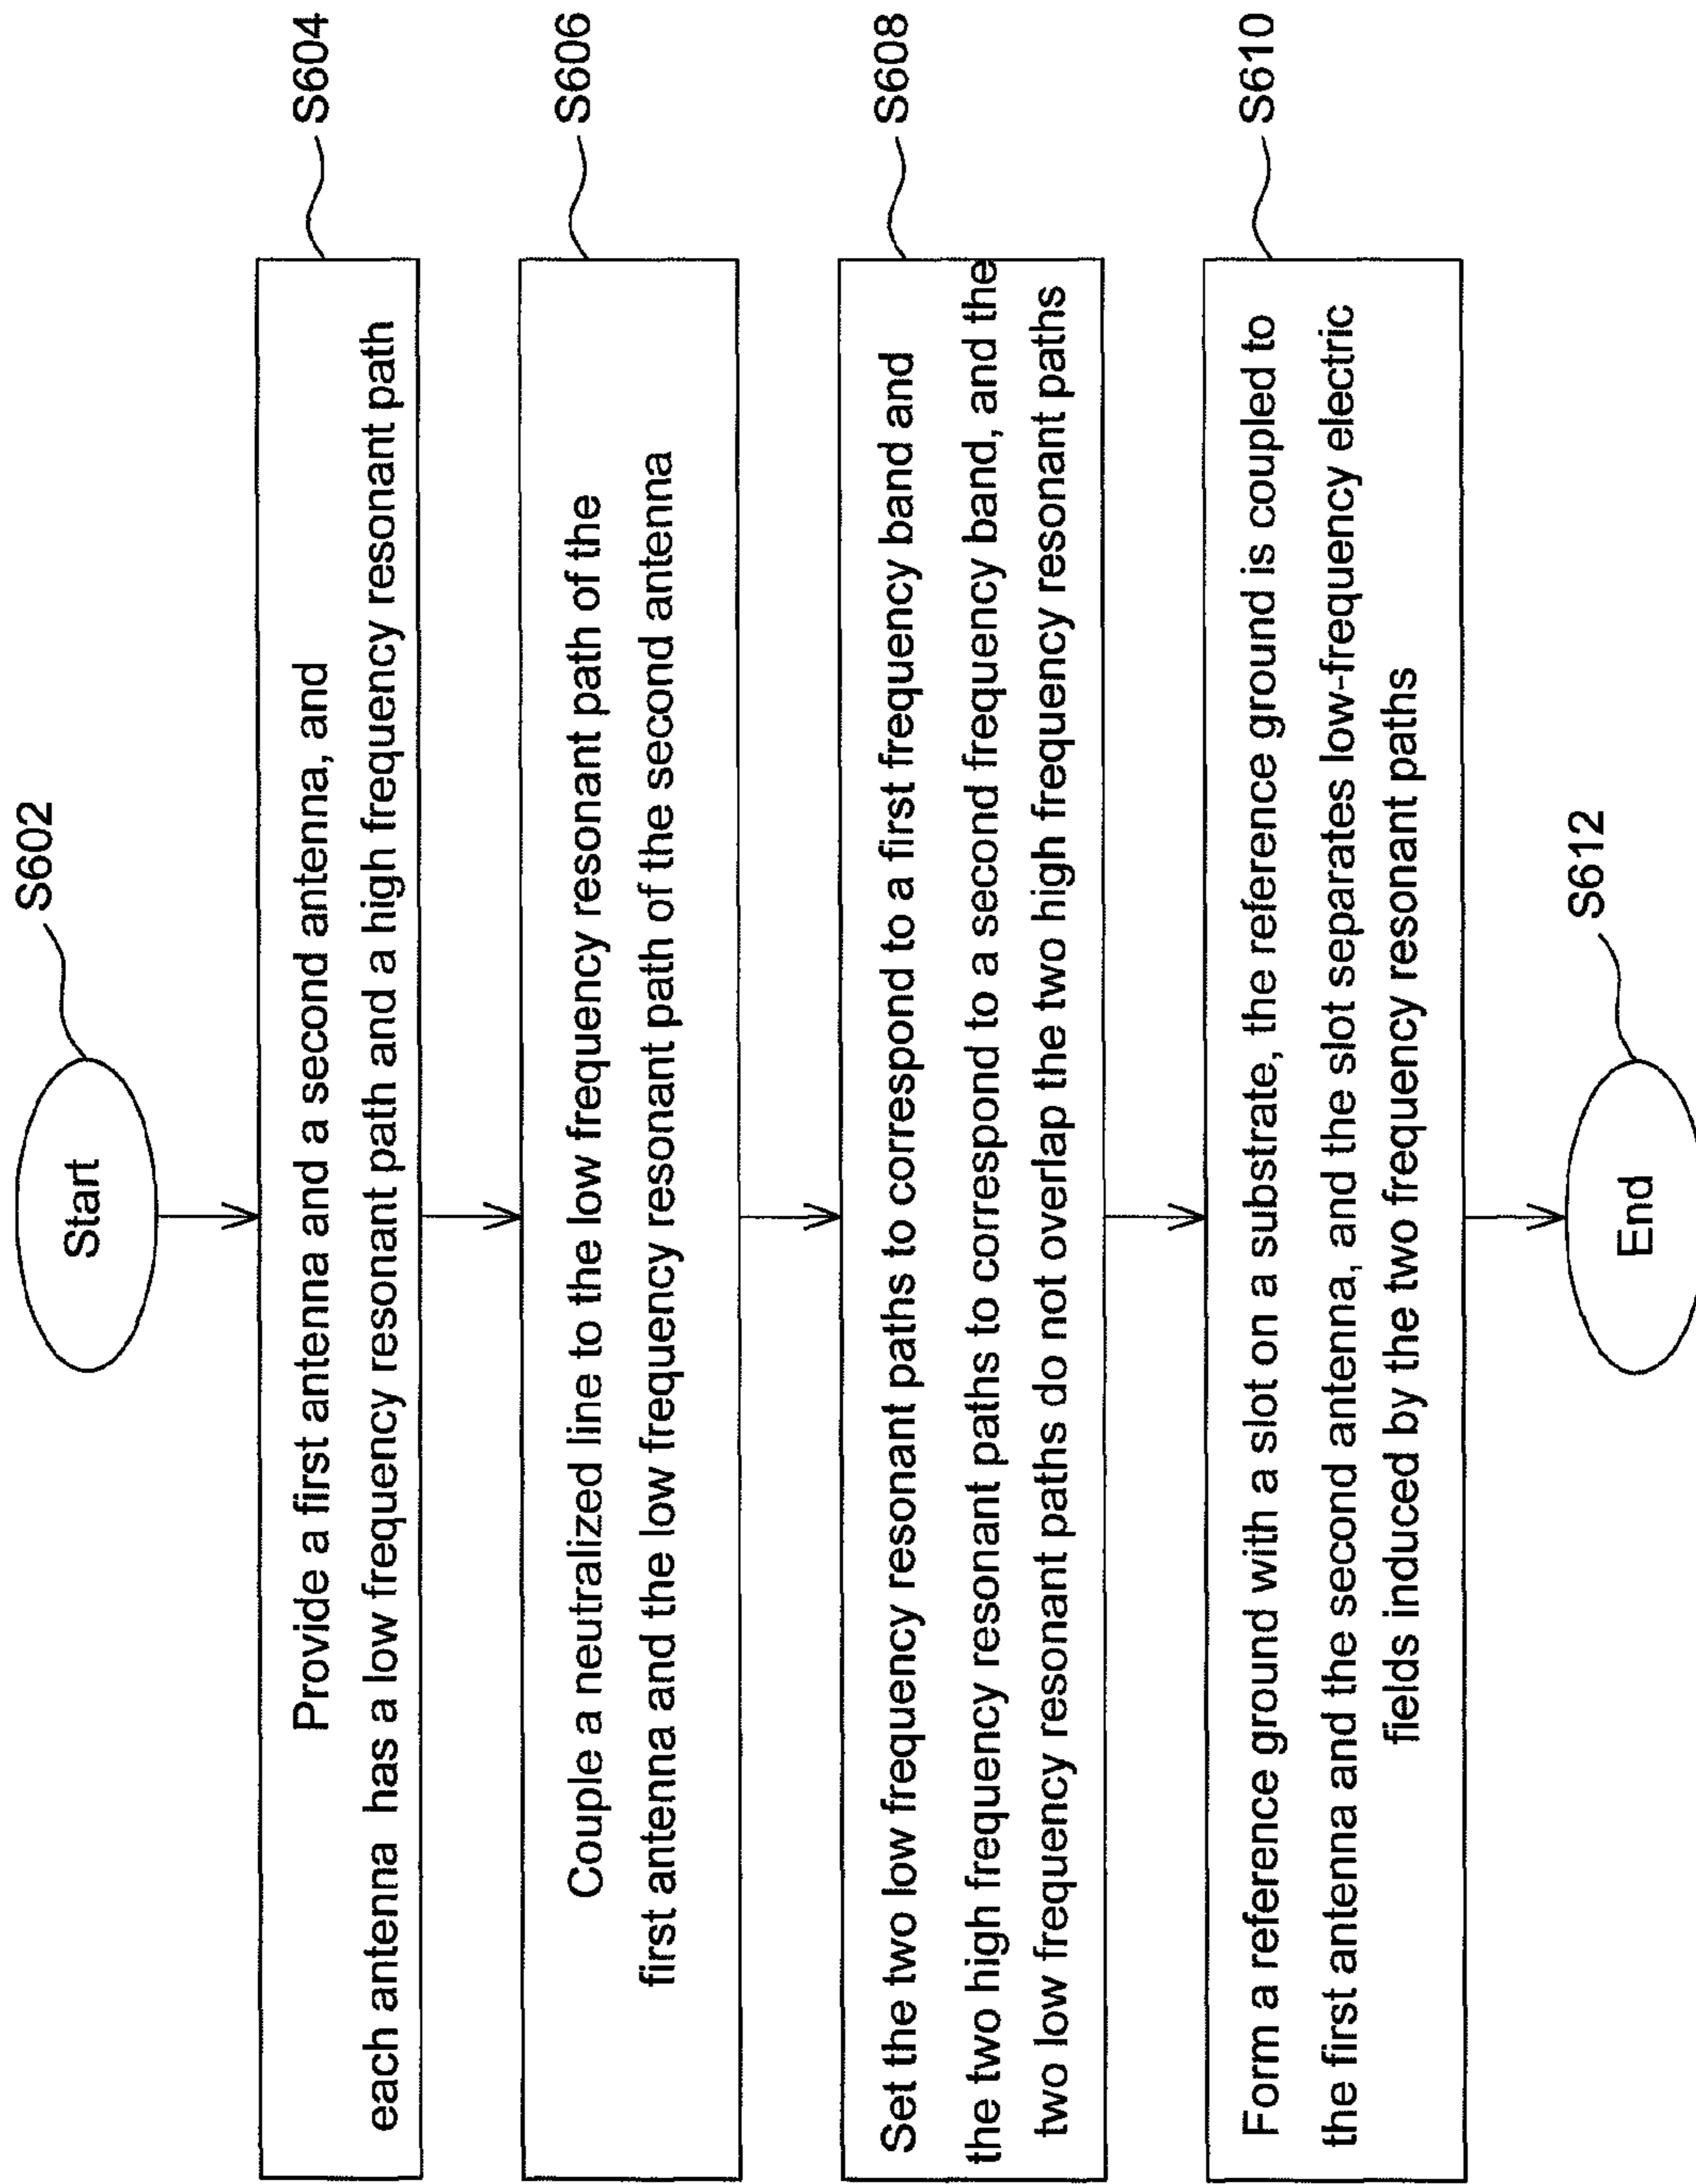 S602
Start
S604
Provide a first antenna and a second antenna, and
each antenna has a low frequency resonant path and a high frequency resonant path
S606
Couple a neutralized line to the low frequency resonant path of the
first antenna and the low frequency resonant path of the second antenna
S608
Set the two low frequency resonant paths to correspond to a first frequency band and
the two high frequency resonant paths to correspond to a second frequency band, and the
two low frequency resonant paths do not overlap the two high frequency resonant paths
S610
Form a reference ground with a slot on a substrate, the reference ground is coupled to
the first antenna and the second antenna, and the slot separates low-frequency electric
fields induced by the two frequency resonant paths
S612
End